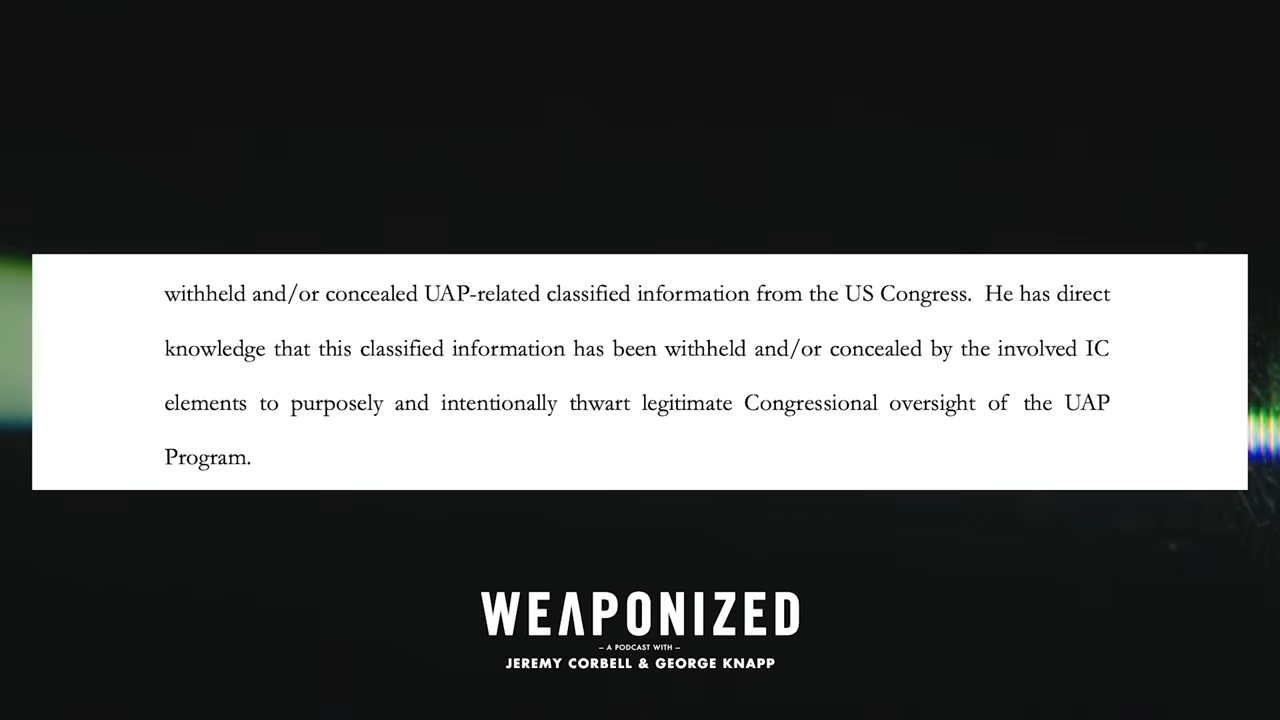 withheld and/or concealed UAP-related classified information from the US Congress.  He has direct
knowledge that this classified information has been withheld and/or concealed by the involved IC
elements to purposely and intentionally thwart legitimate Congressional oversight of the UAP
Program.
WEAPONIZED
– A PODCAST WITH –
JEREMY CORBELL & GEORGE KNAPP